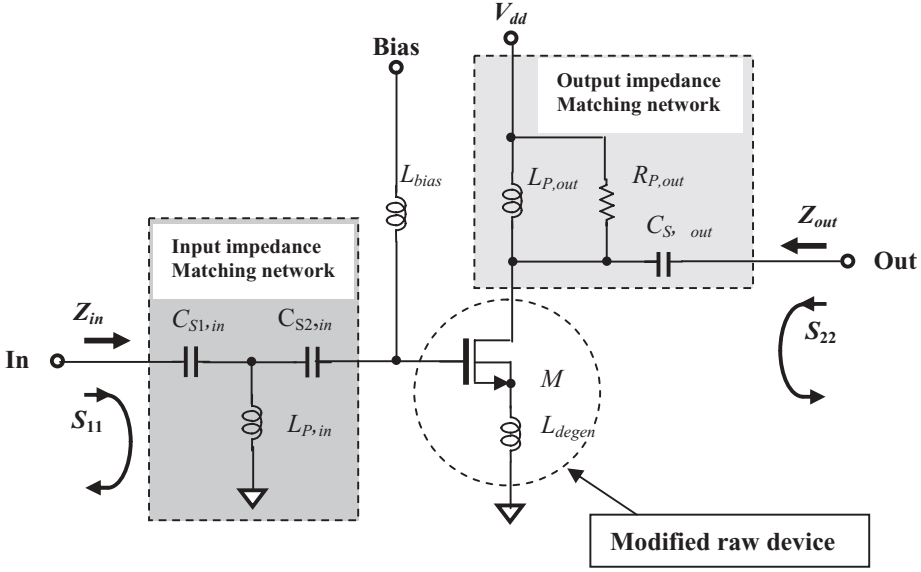 V_dd
Bias
Output impedance
Matching network
L_bias
L_P,out
R_P,out
C_S, out
Z_out
Out
Input impedance
Matching network
Z_in
C_S1,in
C_S2,in
In
S_22
S_11
L_P,in
M
L_degen
Modified raw device